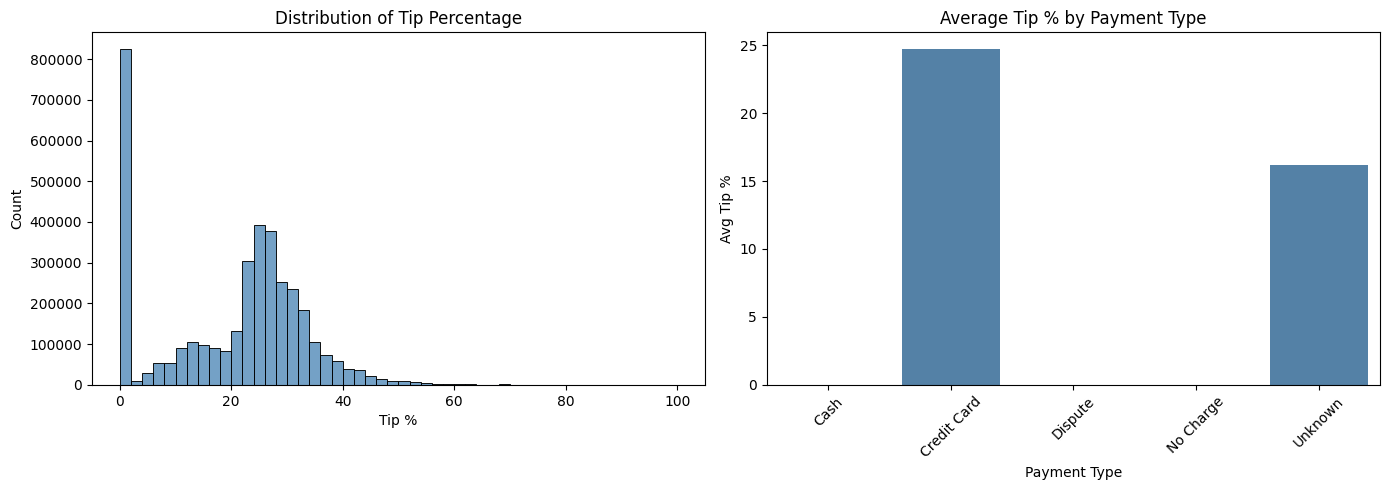 Distribution of Tip Percentage
Count
800000
700000
600000
500000
400000
300000
200000
100000
0
0 20 40 60 80 100
Tip %
Average Tip % by Payment Type
Avg Tip %
25
20
15
10
5
0
Cash
Credit Card
Dispute
No Charge
Unknown
Payment Type